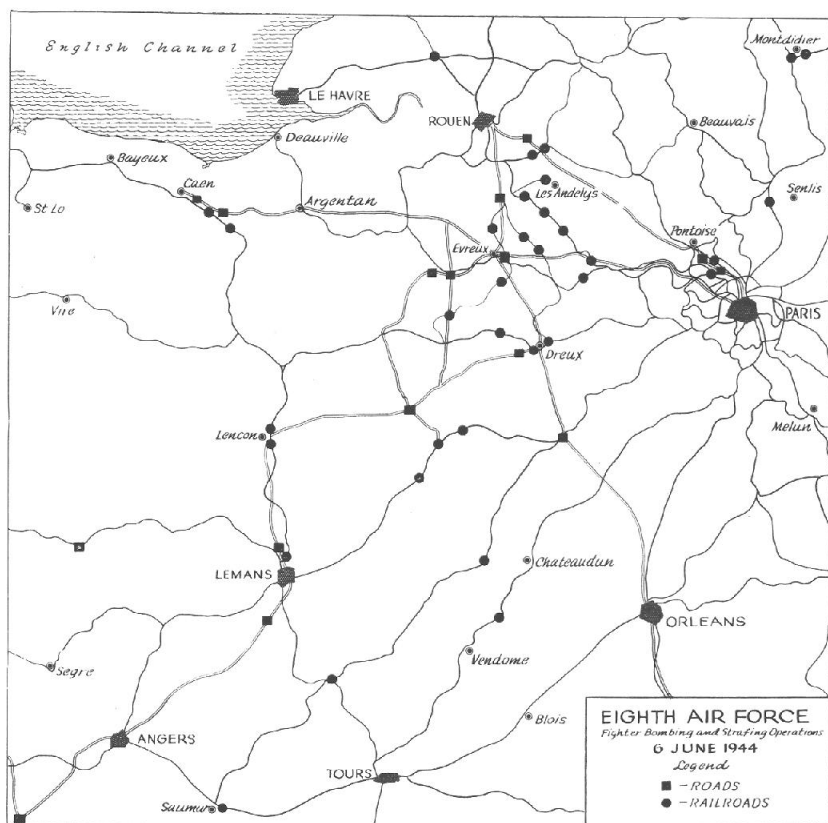 English Channel
Montdidier
LE HAVRE
ROUEN
Beauvais
Deauville
Bayeux
Caen
Les Andelys
Senlis
St Lo
Argentan
Pontoise
Evreux
Vire
PARIS
Dreux
Melun
Lencon
LEMANS
Chateaudun
ORLEANS
Segre
Vendome
Blois
ANGERS
TOURS
Saumur
EIGHTH AIR FORCE
Fighter Bombing and Strafing Operations
6 JUNE 1944
Legend
- ROADS
- RAILROADS